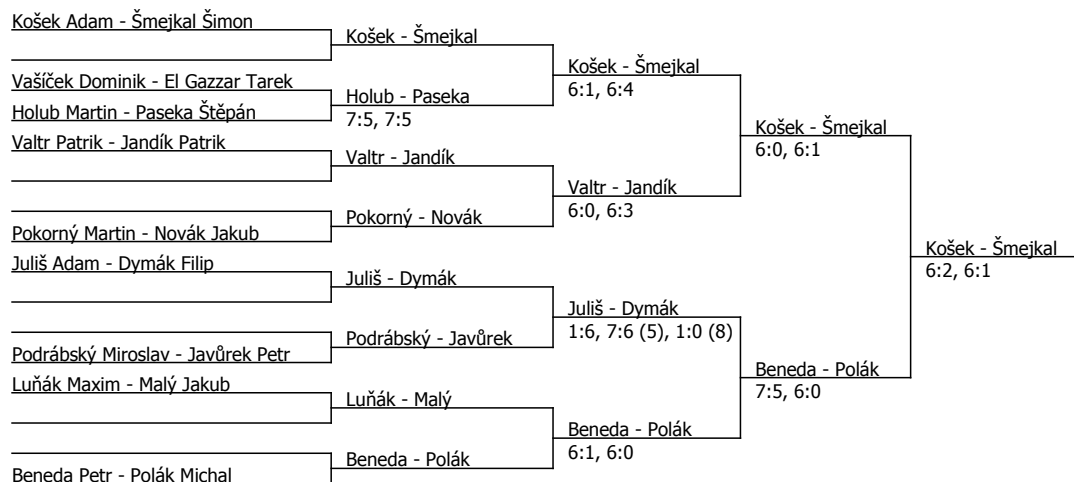 Košek Adam - Šmejkal Šimon
Košek - Šmejkal
Košek - Šmejkal
6:1, 6:4
Vašíček Dominik - El Gazzar Tarek
Holub - Paseka
7:5, 7:5
Holub Martin - Paseka Štěpán
Košek - Šmejkal
6:0, 6:1
Valtr Patrik - Jandík Patrik
Valtr - Jandík
Valtr - Jandík
6:0, 6:3
Pokorný - Novák
Pokorný Martin - Novák Jakub
Košek - Šmejkal
6:2, 6:1
Juliš Adam - Dymák Filip
Juliš - Dymák
Juliš - Dymák
1:6, 7:6 (5), 1:0 (8)
Podrábský - Javůrek
Podrábský Miroslav - Javůrek Petr
Beneda - Polák
7:5, 6:0
Luňák Maxim - Malý Jakub
Luňák - Malý
Beneda - Polák
6:1, 6:0
Beneda - Polák
Beneda Petr - Polák Michal